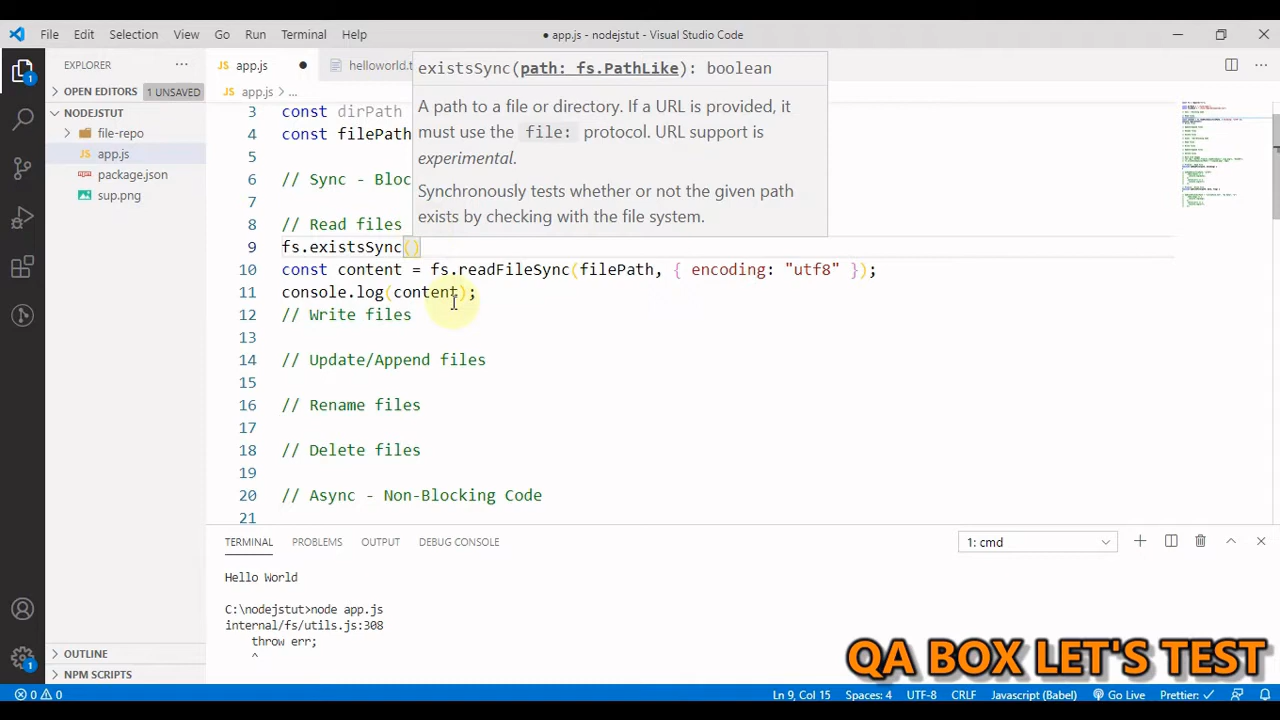 File Edit Selection View Go Run Terminal Help
● app.js - nodejstut - Visual Studio Code
EXPLORER
OPEN EDITORS 1 UNSAVED
NODEJSTUT
file-repo
JS app.js
package.json
sup.png
OUTLINE
NPM SCRIPTS
JS app.js ● helloworld.t
JS app.js > ...
existsSync(path: fs.PathLike): boolean
A path to a file or directory. If a URL is provided, it
must use the file: protocol. URL support is
experimental.
Synchronously tests whether or not the given path
exists by checking with the file system.
3 const dirPath
4 const filePath
5
6 // Sync - Bloc
7
8 // Read files
9 fs.existsSync()
10 const content = fs.readFileSync(filePath, { encoding: "utf8" });
11 console.log(content);
12 // Write files
13
14 // Update/Append files
15
16 // Rename files
17
18 // Delete files
19
20 // Async - Non-Blocking Code
21
TERMINAL PROBLEMS OUTPUT DEBUG CONSOLE 1: cmd
Hello World
C:\nodejstut>node app.js
internal/fs/utils.js:308
throw err;
^
QA BOX LET'S TEST
0 0 Ln 9, Col 15 Spaces: 4 UTF-8 CRLF Javascript (Babel) Go Live Prettier: ✓